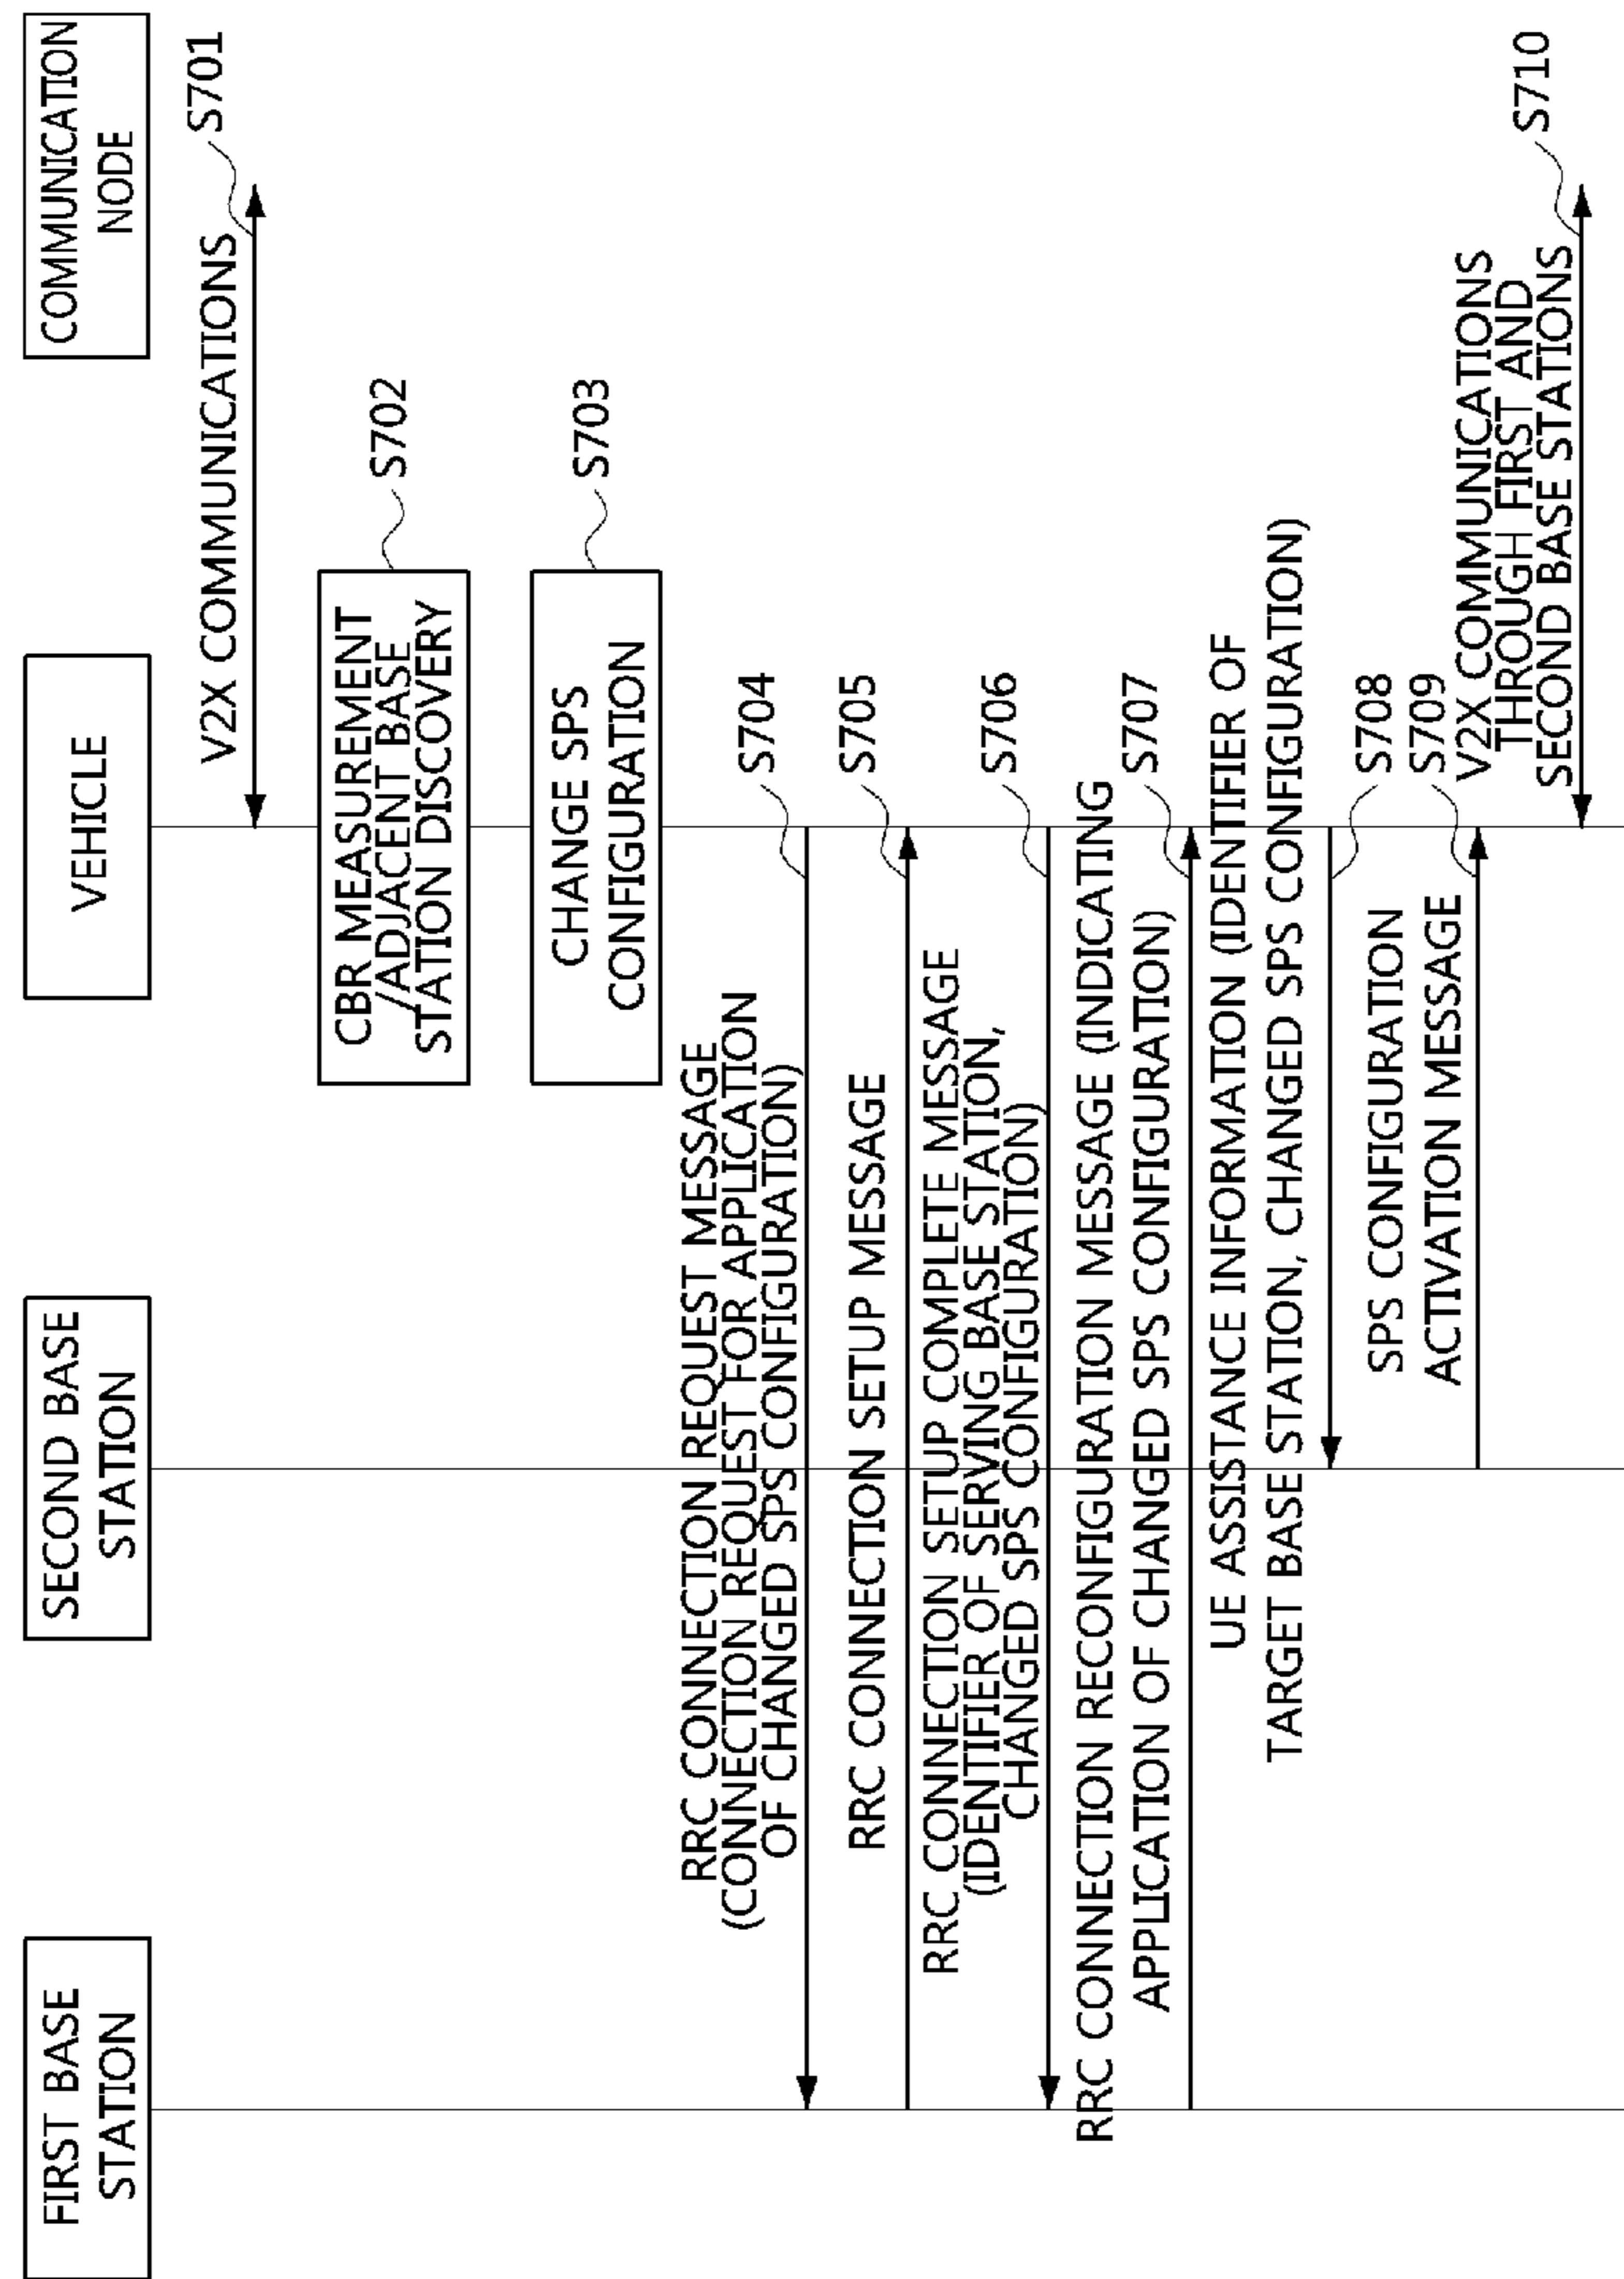 FIRST BASE
STATION
SECOND BASE
STATION
VEHICLE
COMMUNICATION
NODE
V2X COMMUNICATIONS
S701
CBR MEASUREMENT
/ADJACENT BASE
STATION DISCOVERY
S702
CHANGE SPS
CONFIGURATION
S703
RRC CONNECTION REQUEST MESSAGE
(CONNECTION REQUEST FOR APPLICATION
OF CHANGED SPS CONFIGURATION)
S704
RRC CONNECTION SETUP MESSAGE
S705
RRC CONNECTION SETUP COMPLETE MESSAGE
(IDENTIFIER OF SERVING BASE STATION,
CHANGED SPS CONFIGURATION)
S706
RRC CONNECTION RECONFIGURATION MESSAGE (INDICATING
APPLICATION OF CHANGED SPS CONFIGURATION)
S707
UE ASSISTANCE INFORMATION (IDENTIFIER OF
TARGET BASE STATION, CHANGED SPS CONFIGURATION)
S708
SPS CONFIGURATION
ACTIVATION MESSAGE
S709
V2X COMMUNICATIONS
THROUGH FIRST AND
SECOND BASE STATIONS
S710